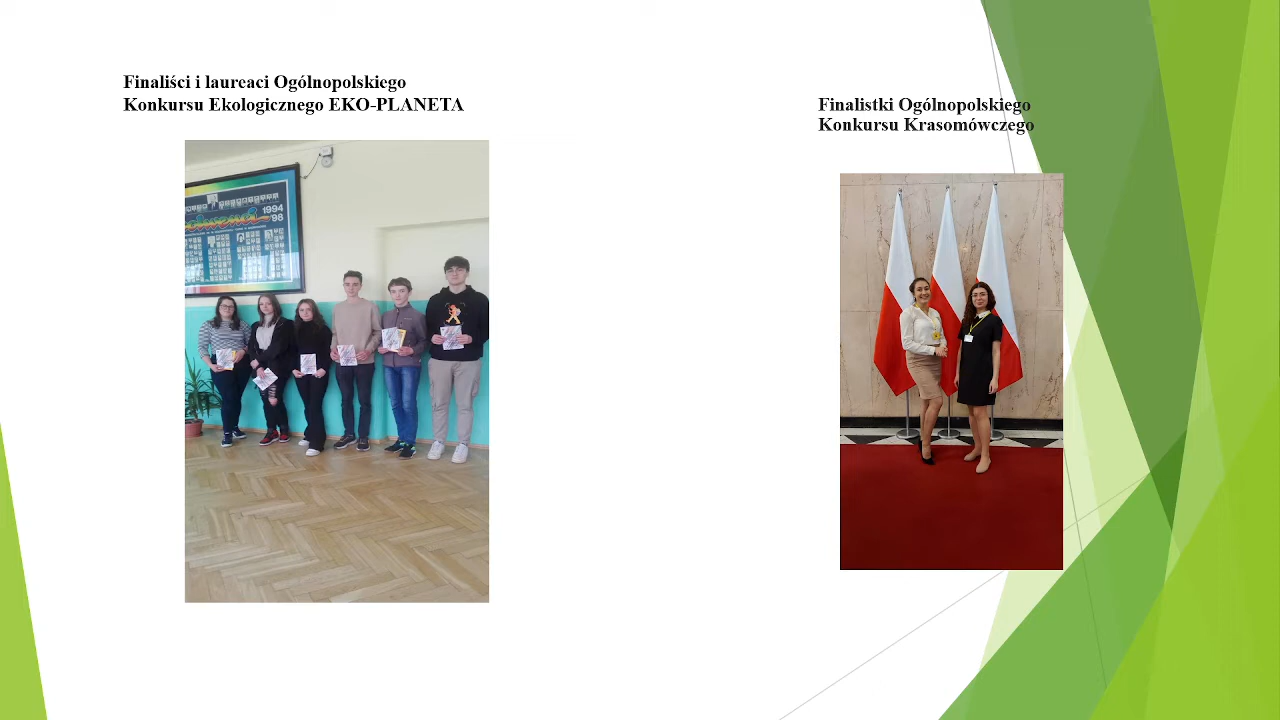 Finaliści i laureaci Ogólnopolskiego
Konkursu Ekologicznego EKO-PLANETA
Finalistki Ogólnopolskiego
Konkursu Krasomówczego
1994
'98